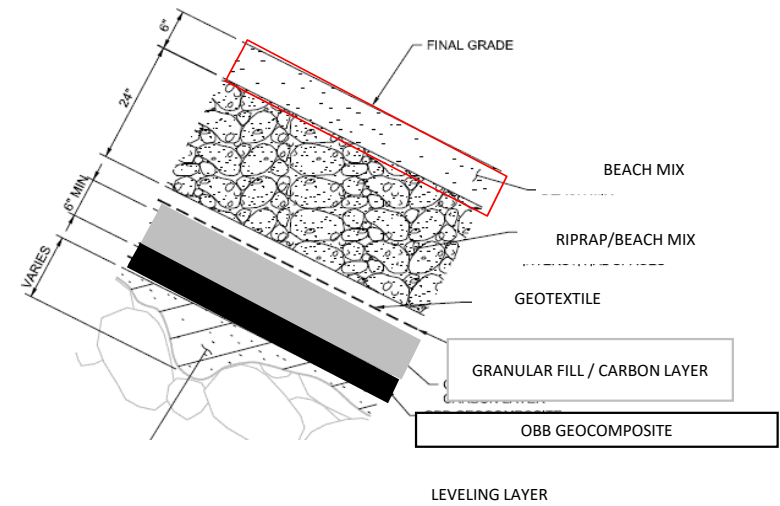 6"
FINAL GRADE
24"
BEACH MIX
6" MIN
RIPRAP/BEACH MIX
VARIES
GEOTEXTILE
GRANULAR FILL / CARBON LAYER
OBB GEOCOMPOSITE
LEVELING LAYER